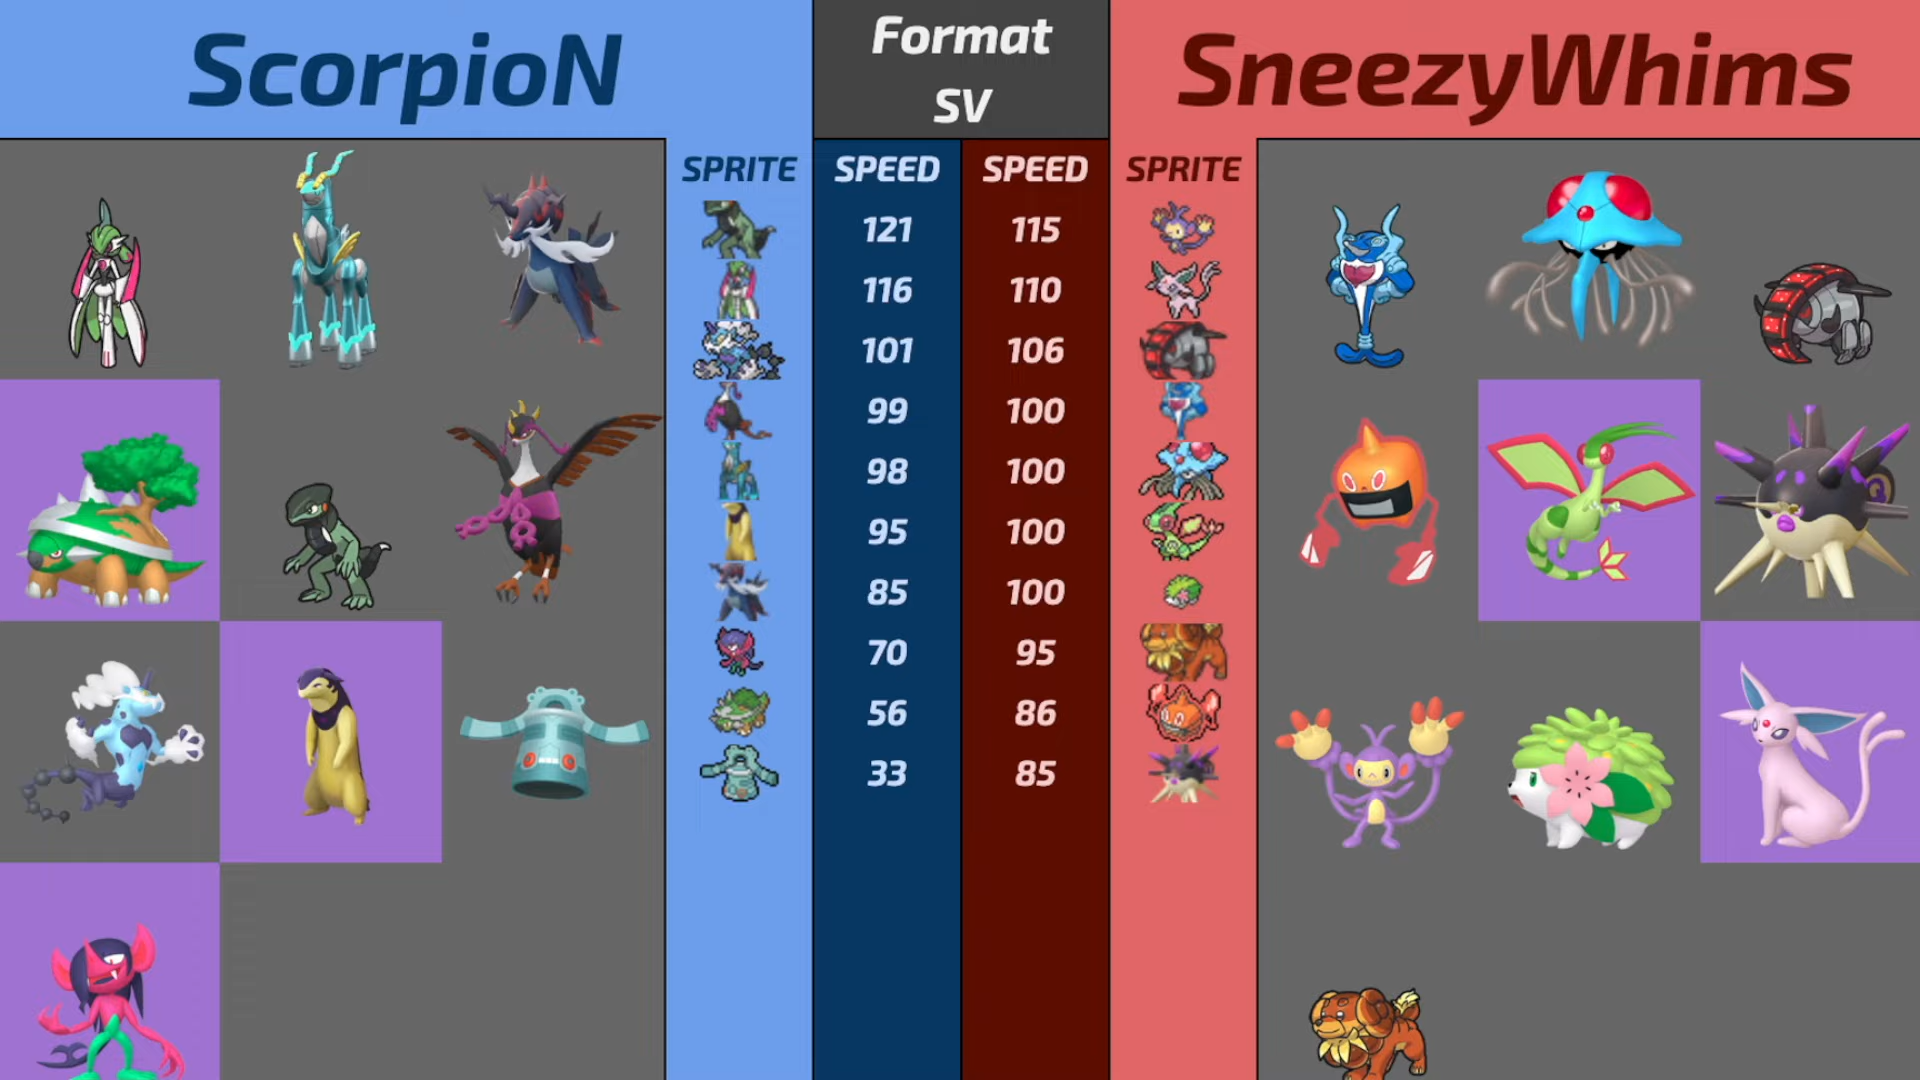 ScorpioN
Format
SV
SneezyWhims
SPRITE SPEED SPEED SPRITE
121 115
116 110
101 106
99 100
98 100
95 100
85 100
70 95
56 86
33 85